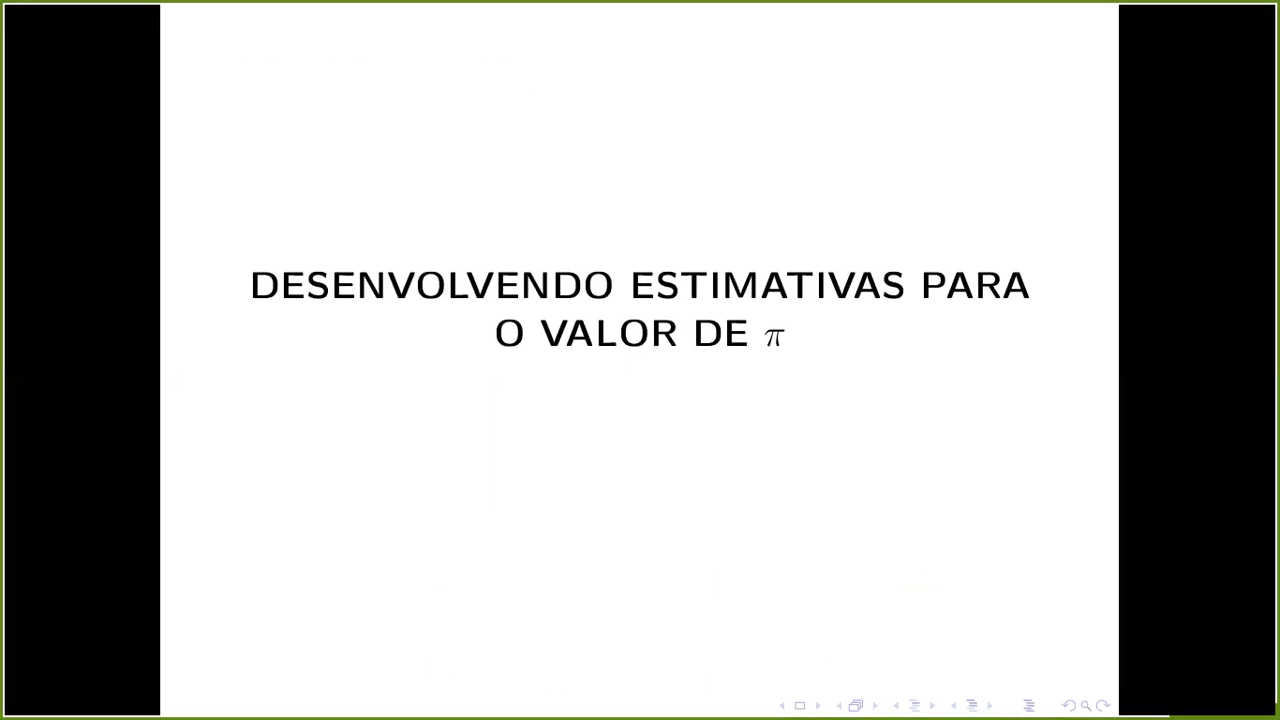 DESENVOLVENDO ESTIMATIVAS PARA
O VALOR DE π